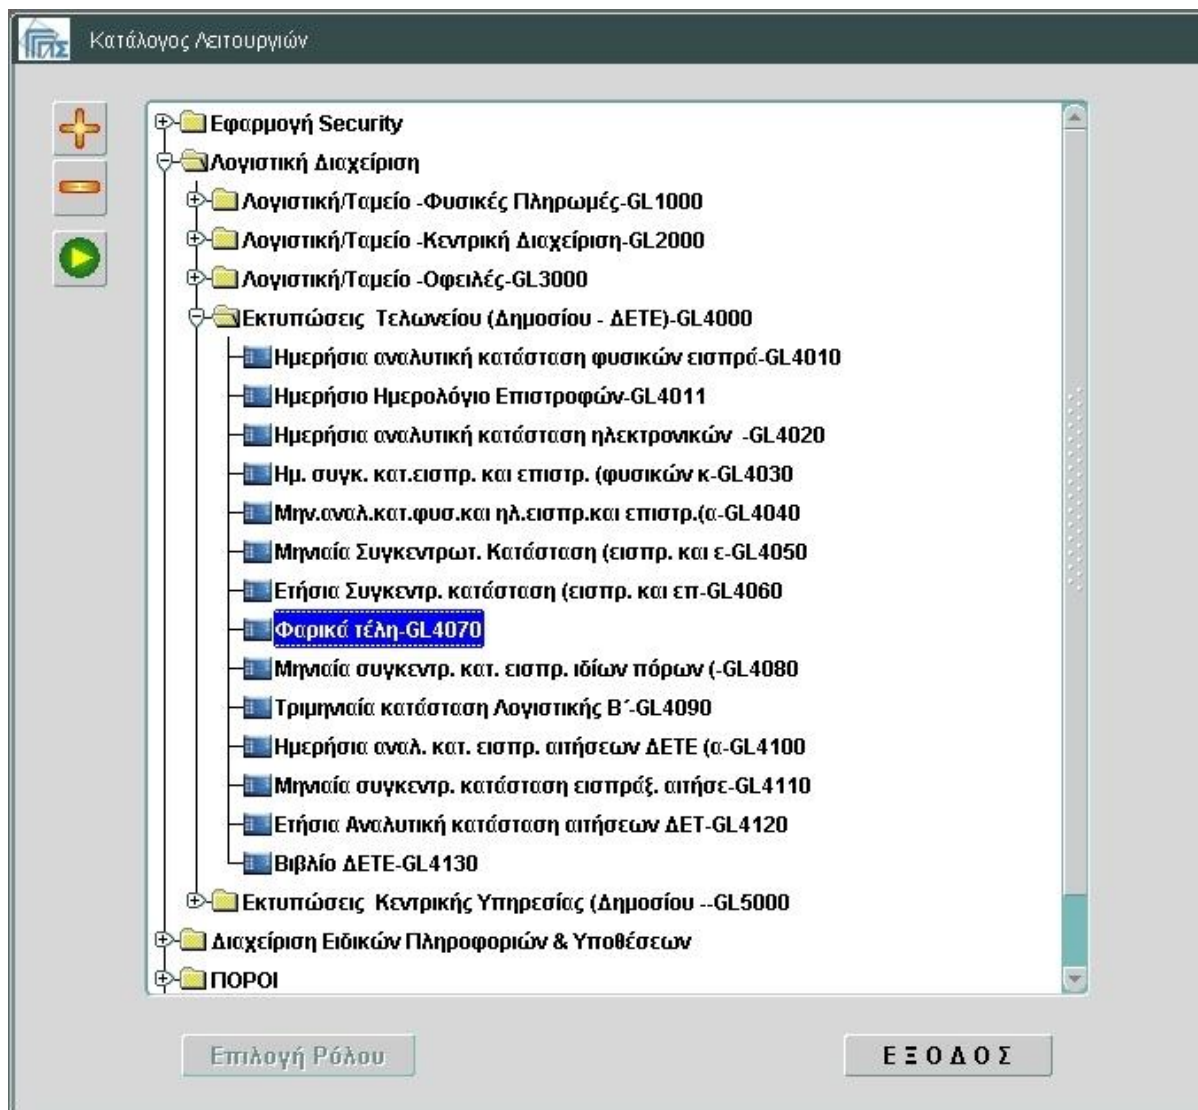 ΓΓΠΣ
Κατάλογος Λειτουργιών
Εφαρμογή Security
Λογιστική Διαχείριση
Λογιστική/Ταμείο -Φυσικές Πληρωμές-GL1000
Λογιστική/Ταμείο -Κεντρική Διαχείριση-GL2000
Λογιστική/Ταμείο -Οφειλές-GL3000
Εκτυπώσεις Τελωνείου (Δημοσίου - ΔΕΤΕ)-GL4000
Ημερήσια αναλυτική κατάσταση φυσικών εισπρά-GL4010
Ημερήσιο Ημερολόγιο Επιστροφών-GL4011
Ημερήσια αναλυτική κατάσταση ηλεκτρονικών -GL4020
Ημ. συγκ. κατ.εισπρ. και επιστρ. (φυσικών κ-GL4030
Μην.αναλ.κατ.φυσ.και ηλ.εισπρ.και επιστρ.(α-GL4040
Μηνιαία Συγκεντρωτ. Κατάσταση (εισπρ. και ε-GL4050
Ετήσια Συγκεντρ. κατάσταση (εισπρ. και επ-GL4060
Φαρικά τέλη-GL4070
Μηνιαία συγκεντρ. κατ. εισπρ. ιδίων πόρων (-GL4080
Τριμηνιαία κατάσταση Λογιστικής Β΄-GL4090
Ημερήσια αναλ. κατ. εισπρ. αιτήσεων ΔΕΤΕ (α-GL4100
Μηνιαία συγκεντρ. κατάσταση εισπράξ. αιτήσε-GL4110
Ετήσια Αναλυτική κατάσταση αιτήσεων ΔΕΤ-GL4120
Βιβλίο ΔΕΤΕ-GL4130
Εκτυπώσεις Κεντρικής Υπηρεσίας (Δημοσίου --GL5000
Διαχείριση Ειδικών Πληροφοριών & Υποθέσεων
ΠΟΡΟΙ
Επιλογή Ρόλου
ΕΞΟΔΟΣ